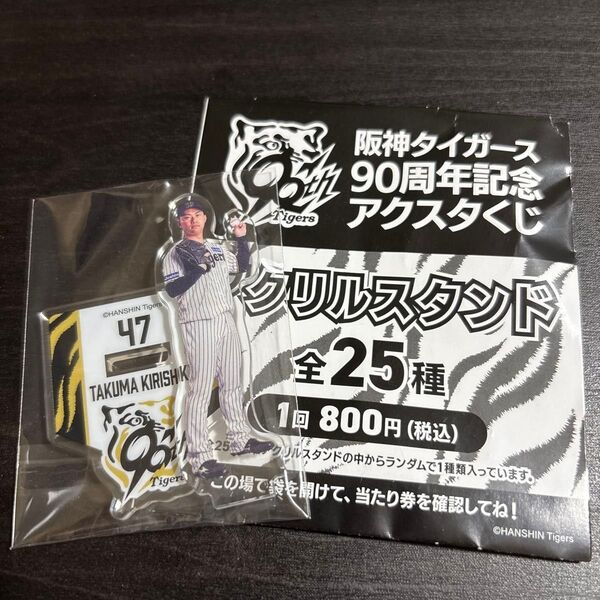 90th
Tigers
阪神タイガース
90周年記念
アクスタくじ
クリルスタンド
全25種
1回 800円(税込)
クリルスタンドの中からランダムで1種類入っています。
この場で袋を開けて、当たり券を確認してね!
©HANSHIN Tigers
©HANSHIN Tigers
47
TAKUMA KIRISHIK
90th
Tigers